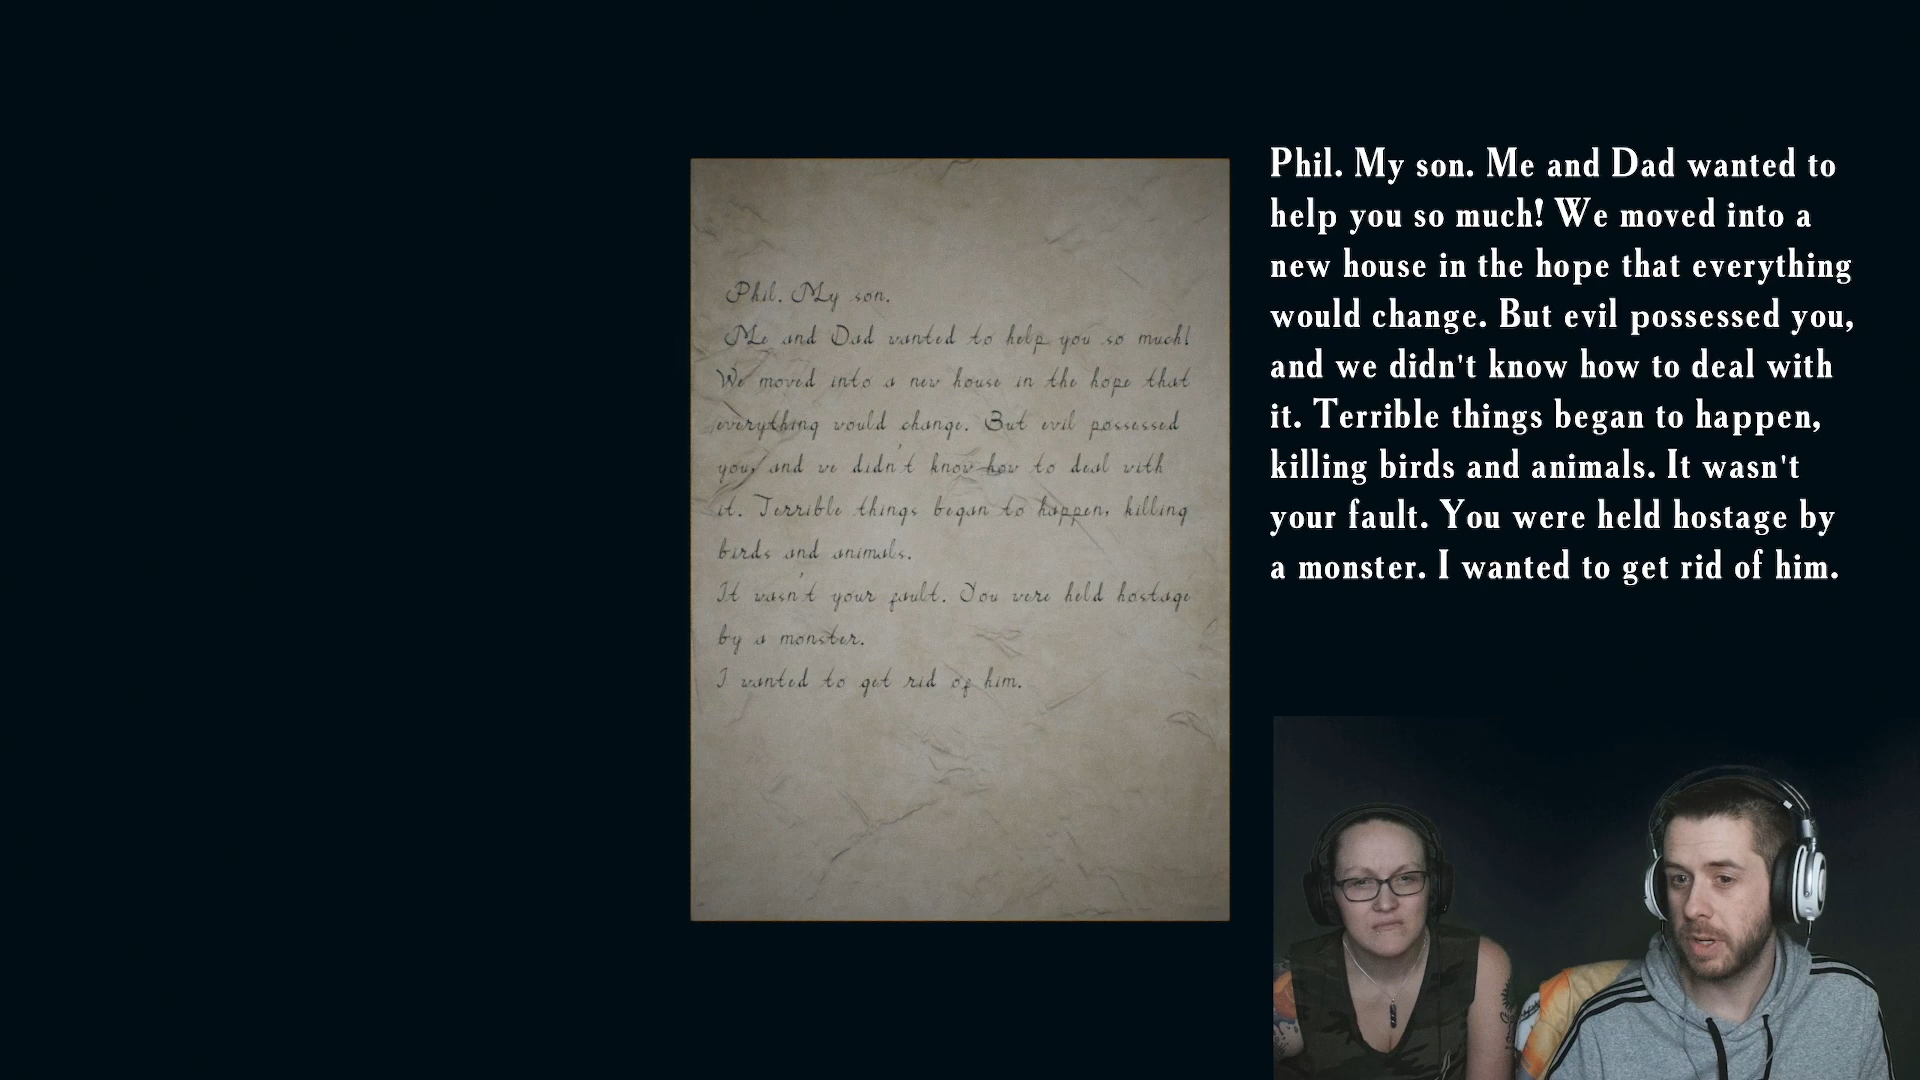 Phil. My son.
Me and Dad wanted to help you so much!
We moved into a new house in the hope that
everything would change. But evil possessed
you, and we didn't know how to deal with
it. Terrible things began to happen, killing
birds and animals.
It wasn't your fault. You were held hostage
by a monster.
I wanted to get rid of him.
Phil. My son. Me and Dad wanted to
help you so much! We moved into a
new house in the hope that everything
would change. But evil possessed you,
and we didn't know how to deal with
it. Terrible things began to happen,
killing birds and animals. It wasn't
your fault. You were held hostage by
a monster. I wanted to get rid of him.